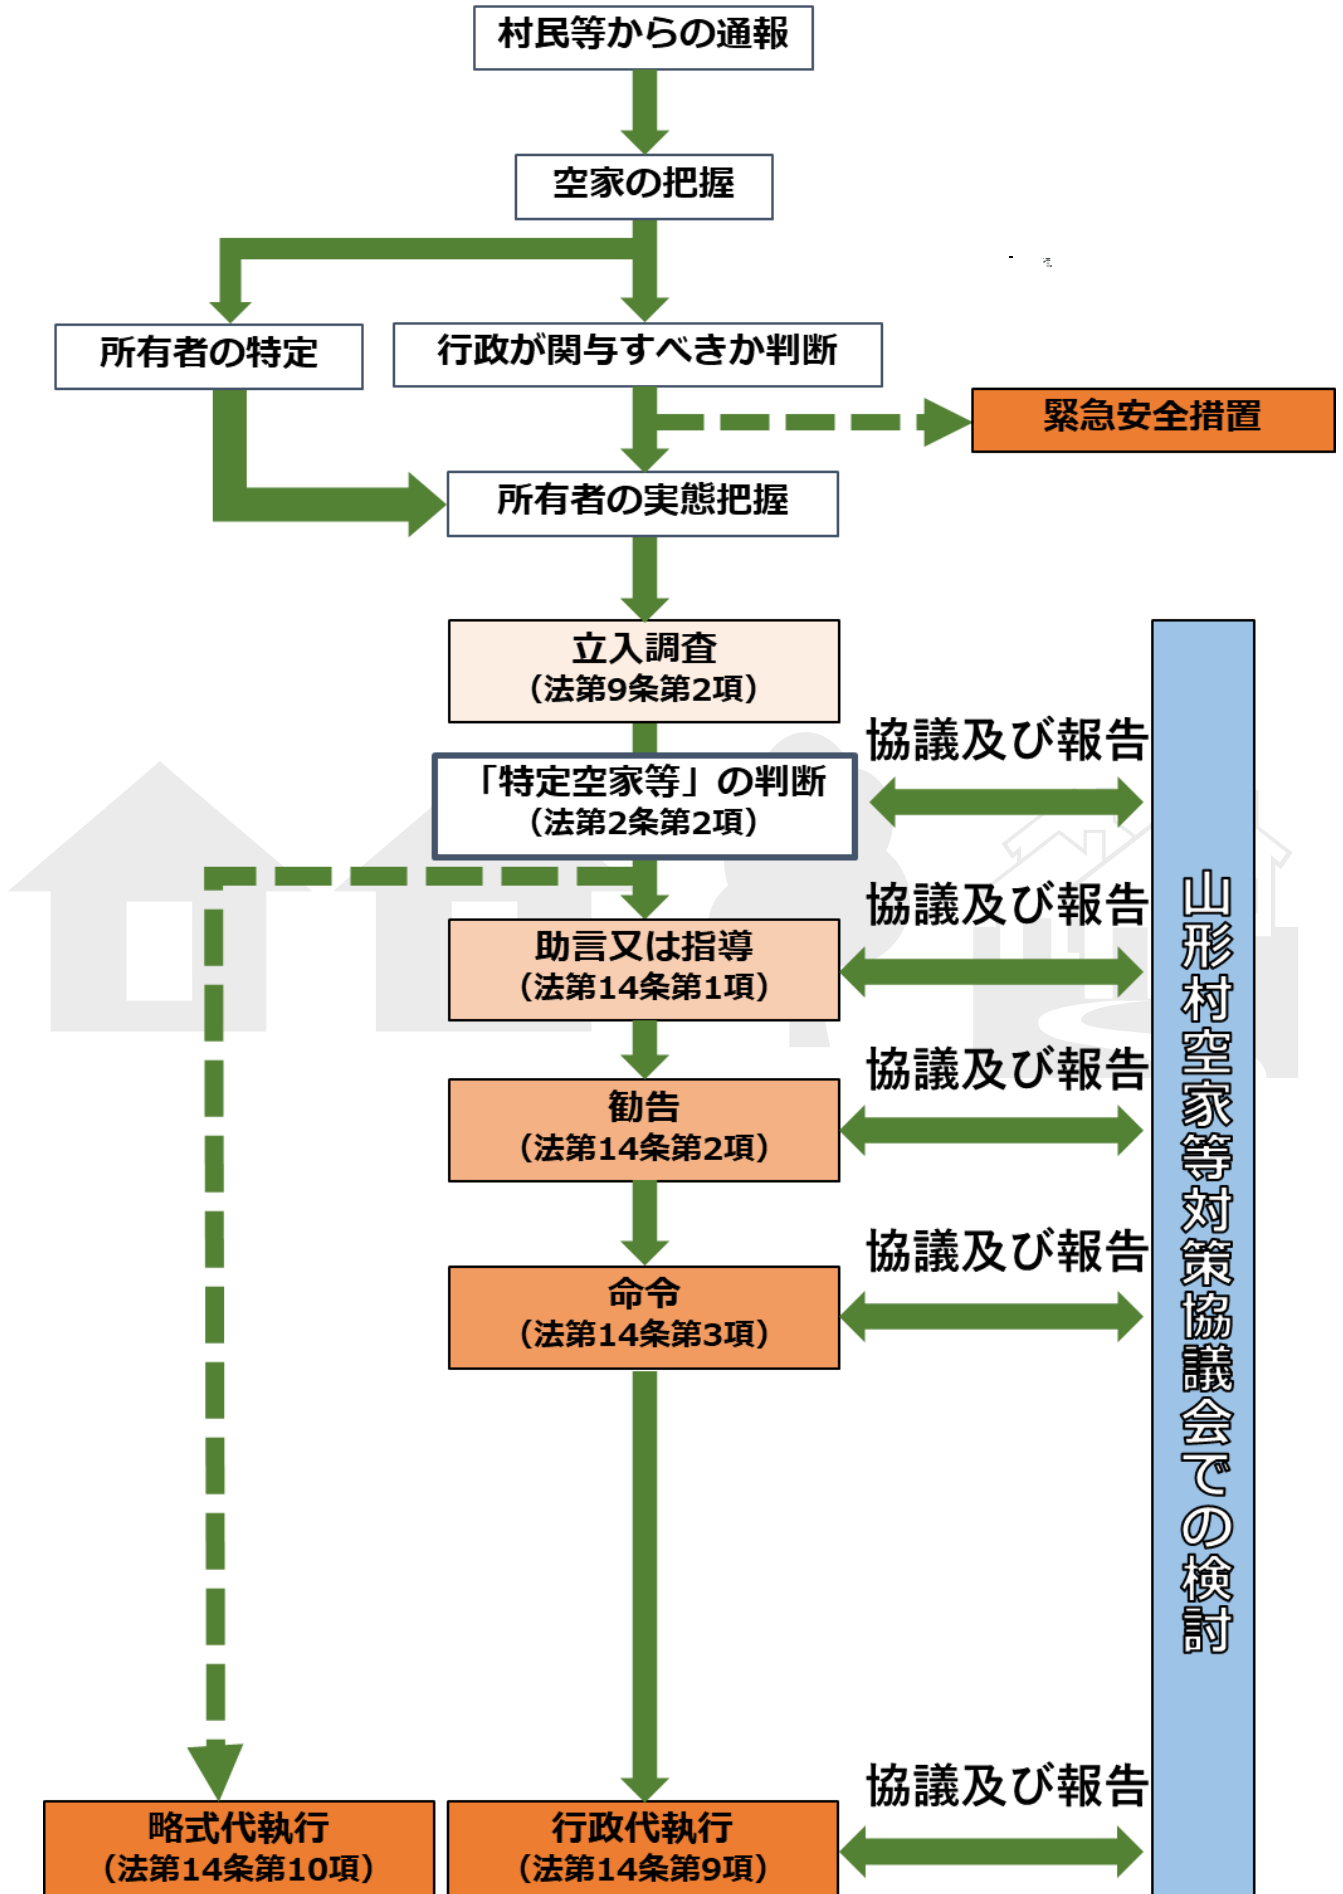 村民等からの通報
空家の把握
所有者の特定
行政が関与すべきか判断
緊急安全措置
所有者の実態把握
立入調査
（法第9条第2項）
協議及び報告
「特定空家等」の判断
（法第2条第2項）
協議及び報告
助言又は指導
（法第14条第1項）
協議及び報告
勧告
（法第14条第2項）
協議及び報告
命令
（法第14条第3項）
山形村空家等対策協議会での検討
協議及び報告
略式代執行
（法第14条第10項）
行政代執行
（法第14条第9項）